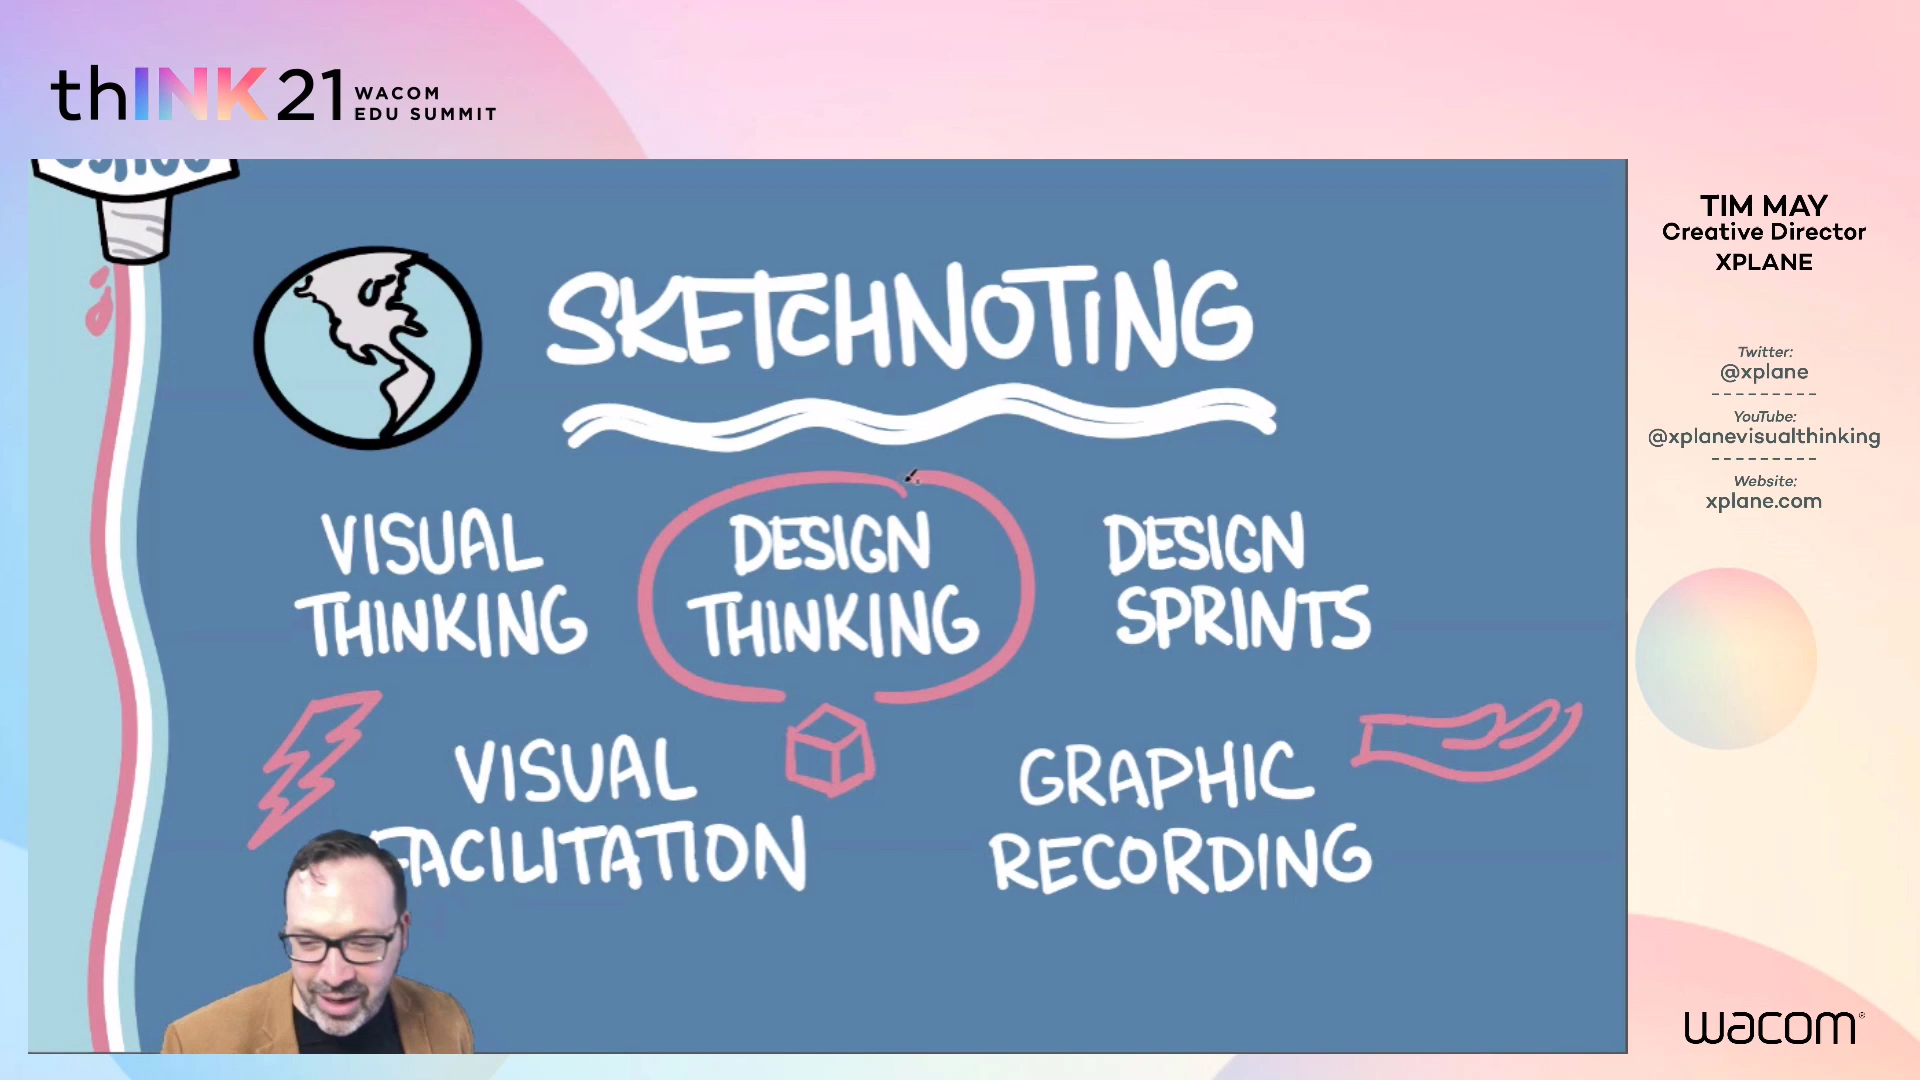 thINK21 WACOM
EDU SUMMIT
SKETCHNOTING
VISUAL
THINKING
DESIGN
THINKING
DESIGN
SPRINTS
VISUAL
FACILITATION
GRAPHIC
RECORDING
TIM MAY
Creative Director
XPLANE
Twitter:
@xplane
YouTube:
@xplanevisualthinking
Website:
xplane.com
wacom®